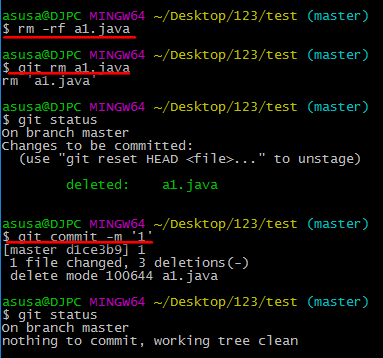 asusa@DJPC MINGW64 ~/Desktop/123/test (master)
$ rm -rf a1.java
asusa@DJPC MINGW64 ~/Desktop/123/test (master)
$ git rm a1.java
rm 'a1.java'
asusa@DJPC MINGW64 ~/Desktop/123/test (master)
$ git status
On branch master
Changes to be committed:
  (use "git reset HEAD <file>..." to unstage)
        deleted:    a1.java
asusa@DJPC MINGW64 ~/Desktop/123/test (master)
$ git commit -m '1'
[master d1ce3b9] 1
 1 file changed, 3 deletions(-)
 delete mode 100644 a1.java
asusa@DJPC MINGW64 ~/Desktop/123/test (master)
$ git status
On branch master
nothing to commit, working tree clean